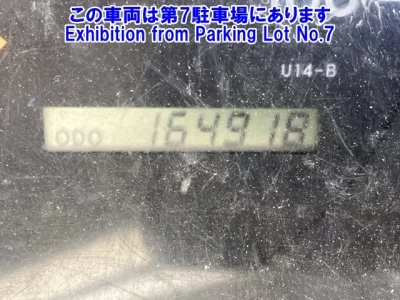 この車両は第7駐車場にあります
Exhibition from Parking Lot No.7
U14-B
ODO 164918